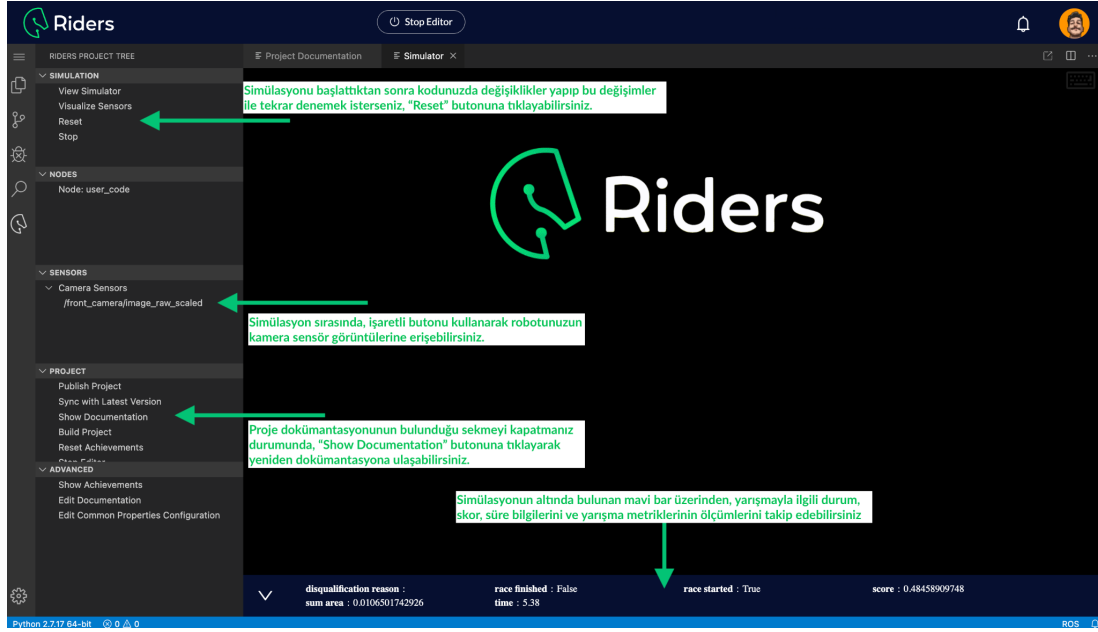 Riders
Stop Editor
RIDERS PROJECT TREE
Project Documentation
Simulator
SIMULATION
View Simulator
Visualize Sensors
Reset
Stop
Simülasyonu başlattıktan sonra kodunuzda değişiklikler yapıp bu değişimler
ile tekrar denemek isterseniz, “Reset” butonuna tıklayabilirsiniz.
NODES
Node: user_code
Riders
SENSORS
Camera Sensors
/front_camera/image_raw_scaled
Simülasyon sırasında, işaretli butonu kullanarak robotunuzun
kamera sensör görüntülerine erişebilirsiniz.
PROJECT
Publish Project
Sync with Latest Version
Show Documentation
Build Project
Reset Achievements
Stop Editor
Proje dokümantasyonunun bulunduğu sekmeyi kapatmanız
durumunda, “Show Documentation” butonuna tıklayarak
yeniden dokümantasyona ulaşabilirsiniz.
ADVANCED
Show Achievements
Edit Documentation
Edit Common Properties Configuration
Simülasyonun altında bulunan mavi bar üzerinden, yarışmayla ilgili durum,
skor, süre bilgilerini ve yarışma metriklerinin ölçümlerini takip edebilirsiniz
disqualification reason : race finished : False race started : True score : 0.48458909748
sum area : 0.0106501742926 time : 5.38
Python 2.7.17 64-bit 0 0 ROS